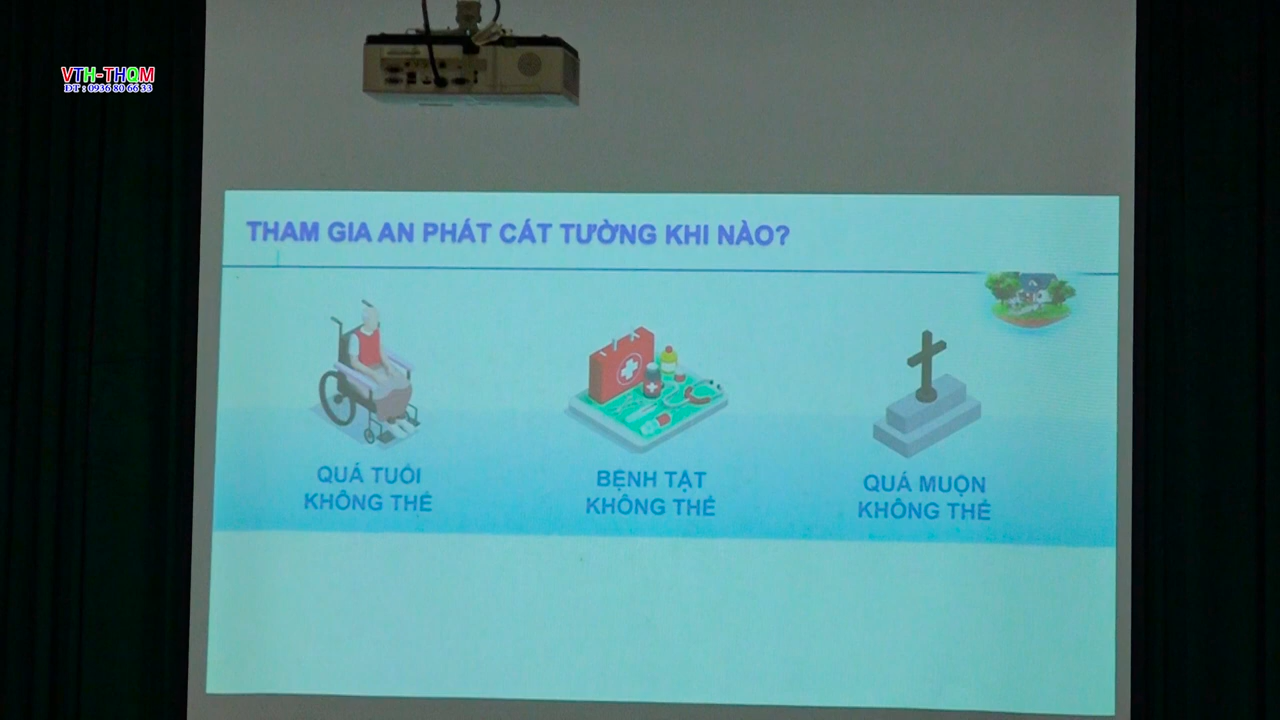 VTH-THQM
ĐT : 0936 80 66 33
THAM GIA AN PHÁT CÁT TƯỜNG KHI NÀO?
QUÁ TUỔI
KHÔNG THỂ
BỆNH TẬT
KHÔNG THỂ
QUÁ MUỘN
KHÔNG THỂ